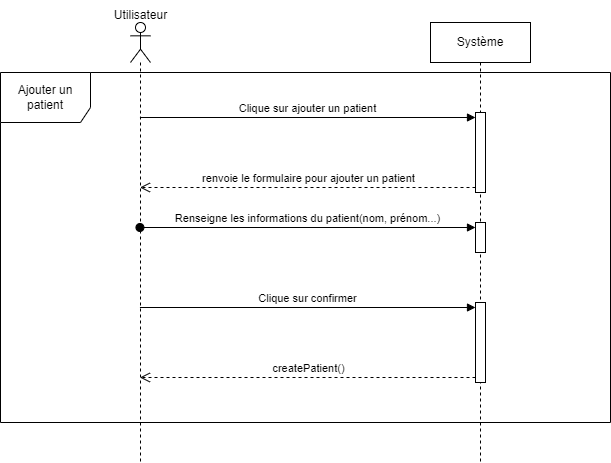 Utilisateur
Système
Ajouter un
patient
Clique sur ajouter un patient
renvoie le formulaire pour ajouter un patient
Renseigne les informations du patient(nom, prénom...)
Clique sur confirmer
createPatient()